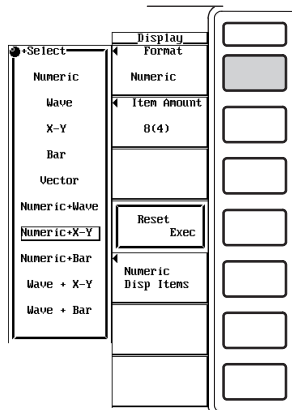 +Select
Numeric
Wave
X-Y
Bar
Vector
Numeric+Wave
Numeric+X-Y
Numeric+Bar
Wave + X-Y
Wave + Bar
Display
Format
Numeric
Item Amount
8(4)
Reset
Exec
Numeric
Disp Items